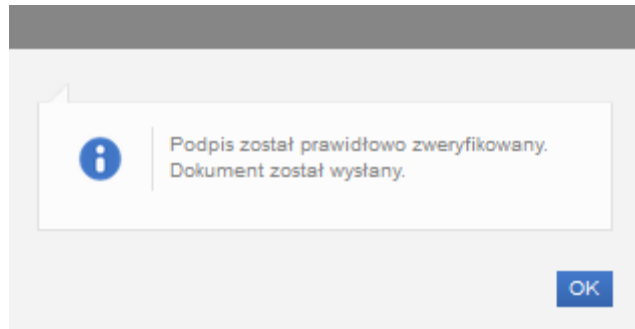 Podpis został prawidłowo zweryfikowany.
Dokument został wysłany.
OK